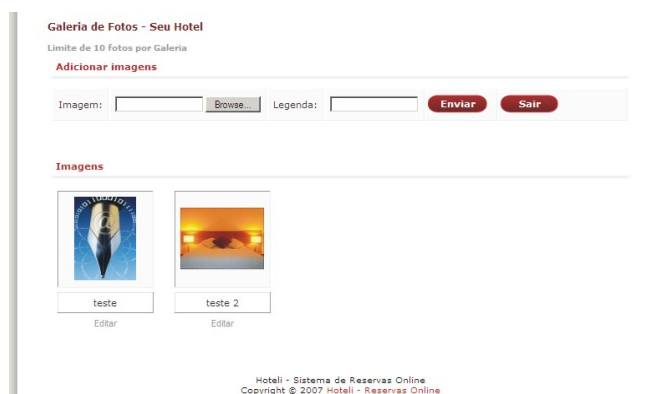 Galeria de Fotos - Seu Hotel
Limite de 10 fotos por Galeria
Adicionar imagens
Imagem: Browse... Legenda: Enviar Sair
Imagens
@
teste teste 2
Editar Editar
Hoteli - Sistema de Reservas Online
Copyright © 2007 Hoteli - Reservas Online